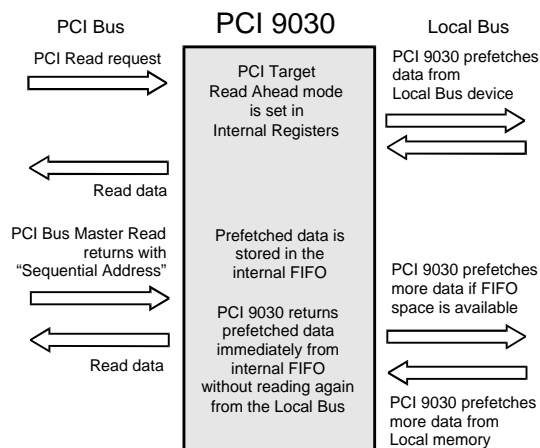 PCI Bus
PCI 9030
Local Bus
PCI Read request
PCI Target
Read Ahead mode
is set in
Internal Registers
PCI 9030 prefetches
data from
Local Bus device
Read data
PCI Bus Master Read
returns with
“Sequential Address”
Prefetched data is
stored in the
internal FIFO
PCI 9030 prefetches
more data if FIFO
space is available
PCI 9030 returns
prefetched data
immediately from
internal FIFO
without reading again
from the Local Bus
Read data
PCI 9030 prefetches
more data from
Local memory